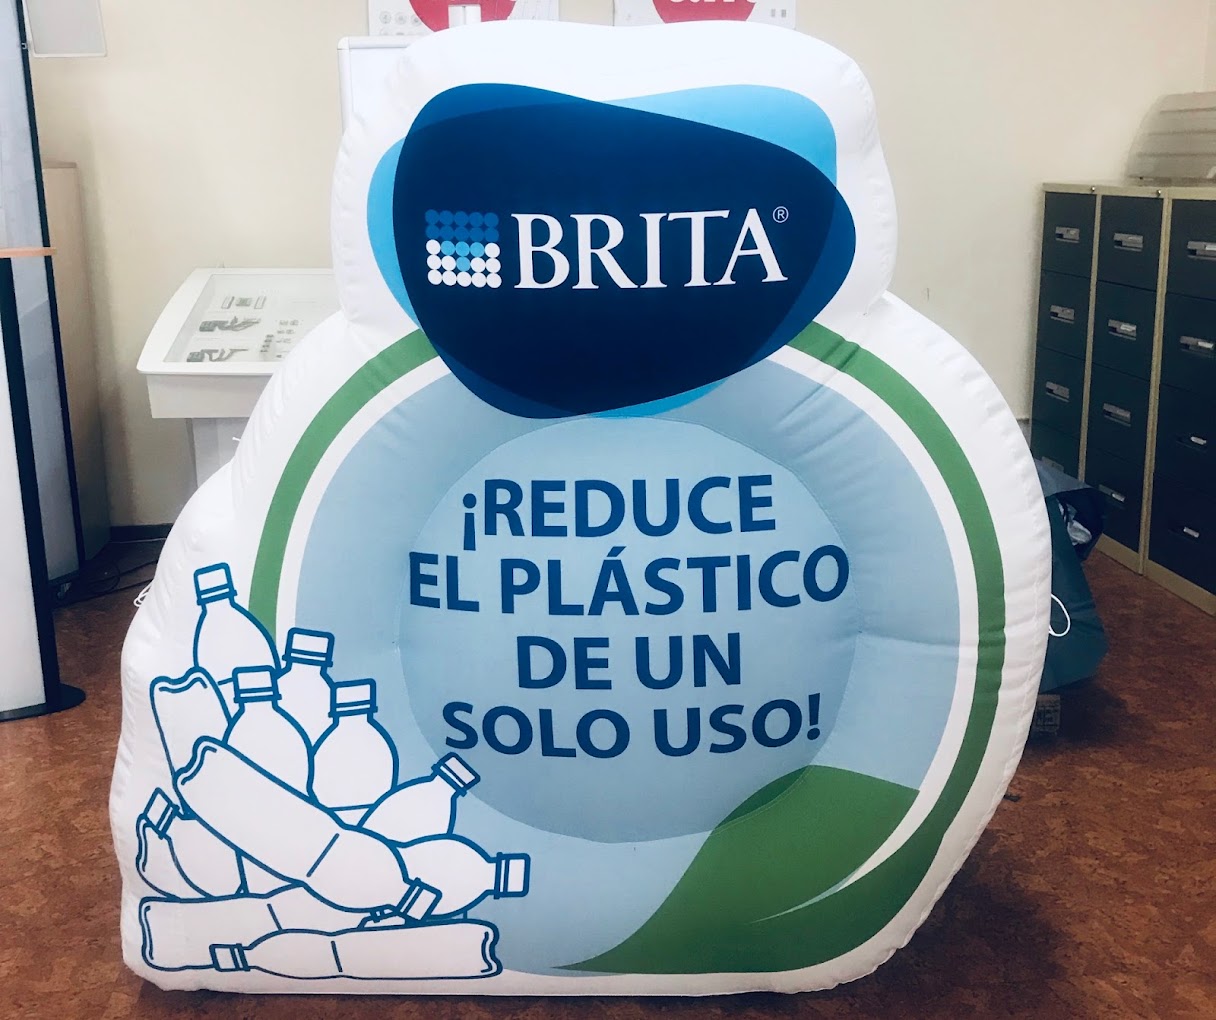 BRITA®
¡REDUCE
EL PLÁSTICO
DE UN
SOLO USO!